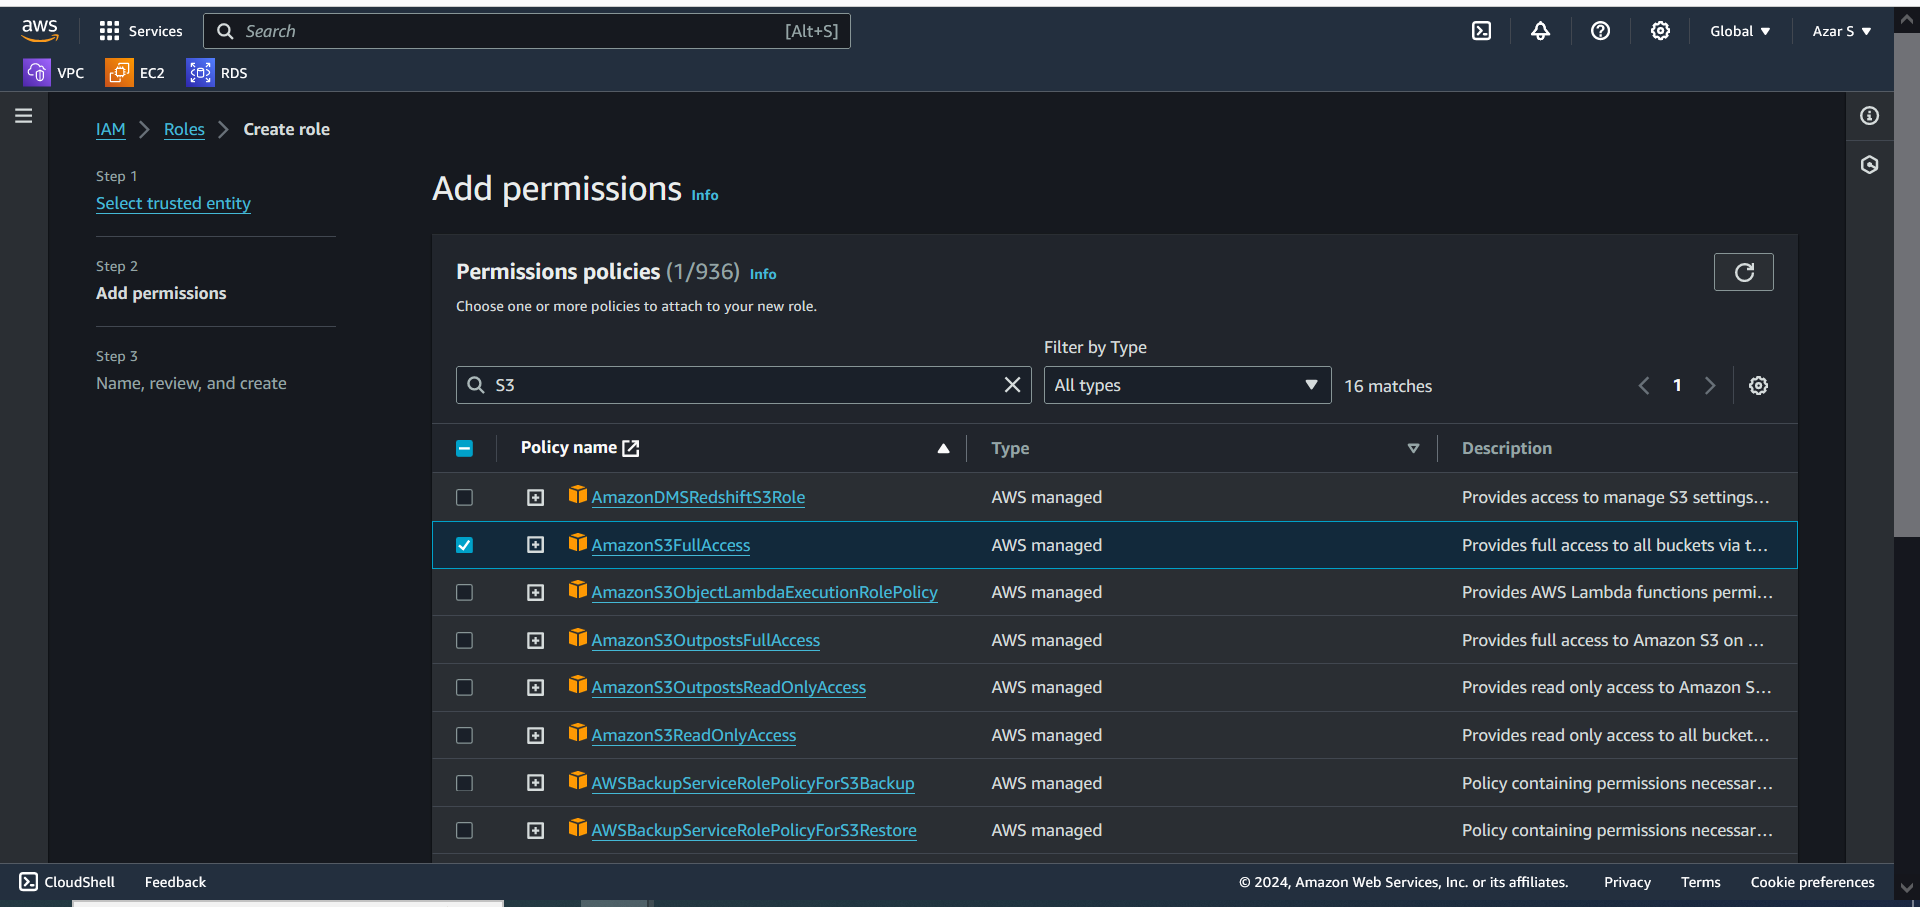 aws
Services
Search
[Alt+S]
Global
Azar S
VPC
EC2
RDS
IAM
Roles
Create role
Step 1
Select trusted entity
Step 2
Add permissions
Step 3
Name, review, and create
Add permissions Info
Permissions policies (1/936) Info
Choose one or more policies to attach to your new role.
Filter by Type
S3
All types
16 matches
1
Policy name
Type
Description
AmazonDMSRedshiftS3Role
AWS managed
Provides access to manage S3 settings...
AmazonS3FullAccess
AWS managed
Provides full access to all buckets via t...
AmazonS3ObjectLambdaExecutionRolePolicy
AWS managed
Provides AWS Lambda functions permi...
AmazonS3OutpostsFullAccess
AWS managed
Provides full access to Amazon S3 on ...
AmazonS3OutpostsReadOnlyAccess
AWS managed
Provides read only access to Amazon S...
AmazonS3ReadOnlyAccess
AWS managed
Provides read only access to all bucket...
AWSBackupServiceRolePolicyForS3Backup
AWS managed
Policy containing permissions necessar...
AWSBackupServiceRolePolicyForS3Restore
AWS managed
Policy containing permissions necessar...
CloudShell
Feedback
© 2024, Amazon Web Services, Inc. or its affiliates.
Privacy
Terms
Cookie preferences